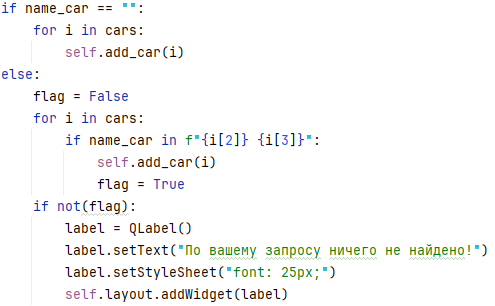 if name_car == "":
    for i in cars:
        self.add_car(i)
else:
    flag = False
    for i in cars:
        if name_car in f"{i[2]} {i[3]}":
            self.add_car(i)
            flag = True
    if not(flag):
        label = QLabel()
        label.setText("По вашему запросу ничего не найдено!")
        label.setStyleSheet("font: 25px;")
        self.layout.addWidget(label)